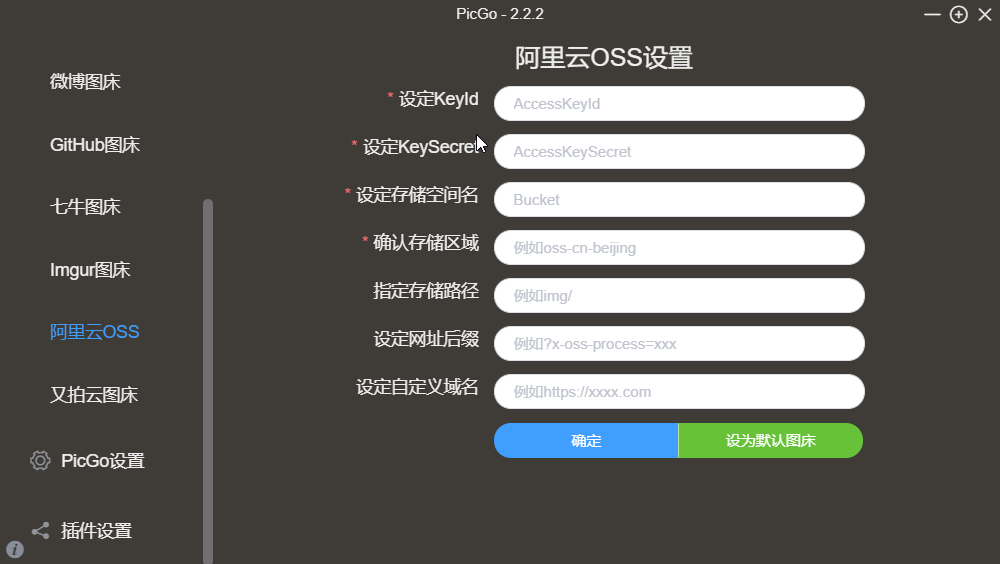 PicGo - 2.2.2
微博图床
GitHub图床
七牛图床
Imgur图床
阿里云OSS
又拍云图床
PicGo设置
插件设置
阿里云OSS设置
* 设定KeyId
AccessKeyId
* 设定KeySecret
AccessKeySecret
* 设定存储空间名
Bucket
* 确认存储区域
例如oss-cn-beijing
指定存储路径
例如img/
设定网址后缀
例如?x-oss-process=xxx
设定自定义域名
例如https://xxxx.com
确定
设为默认图床